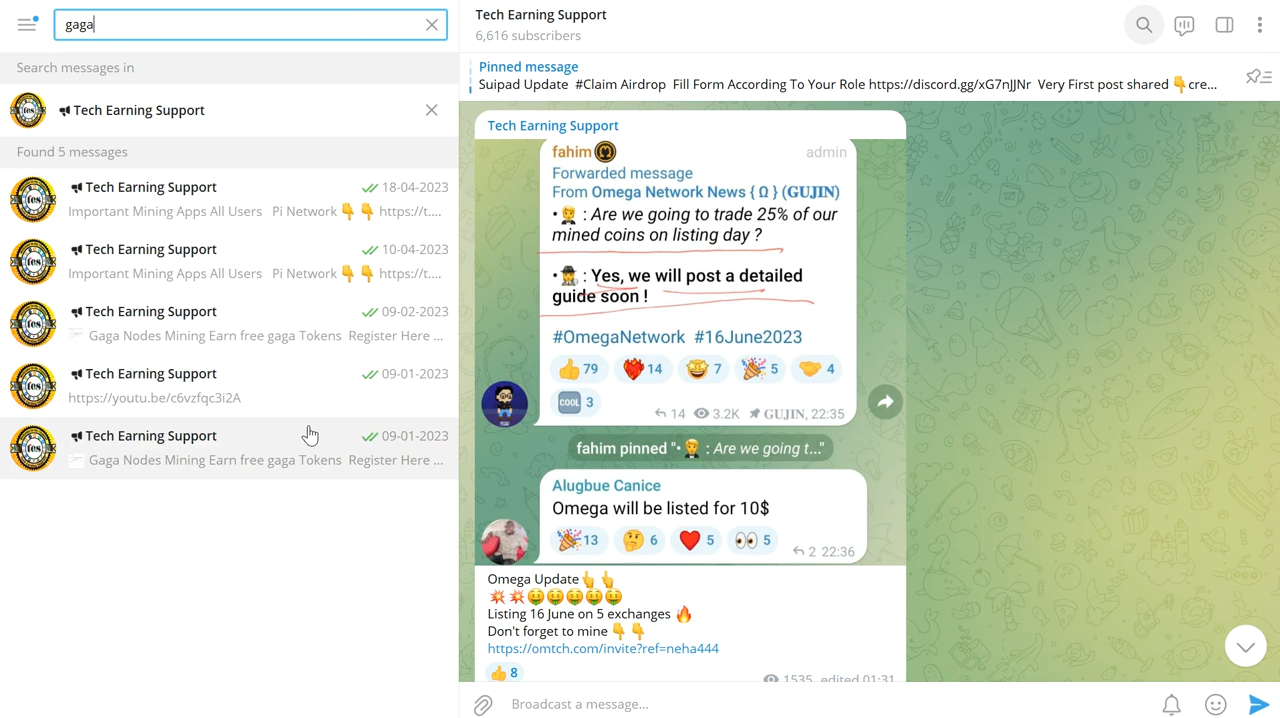 gaga
Search messages in
Tech Earning Support
Found 5 messages
Tech Earning Support 18-04-2023
Important Mining Apps All Users Pi Network👇👇 https://t....
Tech Earning Support 10-04-2023
Important Mining Apps All Users Pi Network👇👇 https://t....
Tech Earning Support 09-02-2023
Gaga Nodes Mining Earn free gaga Tokens Register Here ...
Tech Earning Support 09-01-2023
https://youtu.be/c6vzfqc3i2A
Tech Earning Support 09-01-2023
Gaga Nodes Mining Earn free gaga Tokens Register Here ...
Tech Earning Support
6,616 subscribers
Pinned message
Suipad Update #Claim Airdrop Fill Form According To Your Role https://discord.gg/xG7nJJNr Very First post shared 👇cre...
Tech Earning Support
fahim admin
Forwarded message
From Omega Network News { Ω } (𝐆𝐔𝐉𝐈𝐍)
•🤵 : Are we going to trade 25% of our
mined coins on listing day ?
•🕵 : Yes, we will post a detailed
guide soon !
#OmegaNetwork #16June2023
👍79 ❤️‍🔥14 🤩7 🎉5 🤝4
🆒3 14 3.2K 𝐆𝐔𝐉𝐈𝐍, 22:35
fahim pinned "•🤵 : Are we going t..."
Alugbue Canice
Omega will be listed for 10$
🎉13 🤔6 ❤️5 👀5 2 22:36
Omega Update👆👆
💥💥🤑🤑🤑🤑🤑
Listing 16 June on 5 exchanges 🔥
Don't forget to mine👇👇
https://omtch.com/invite?ref=neha444
👍8 1535 edited 01:31
Broadcast a message...